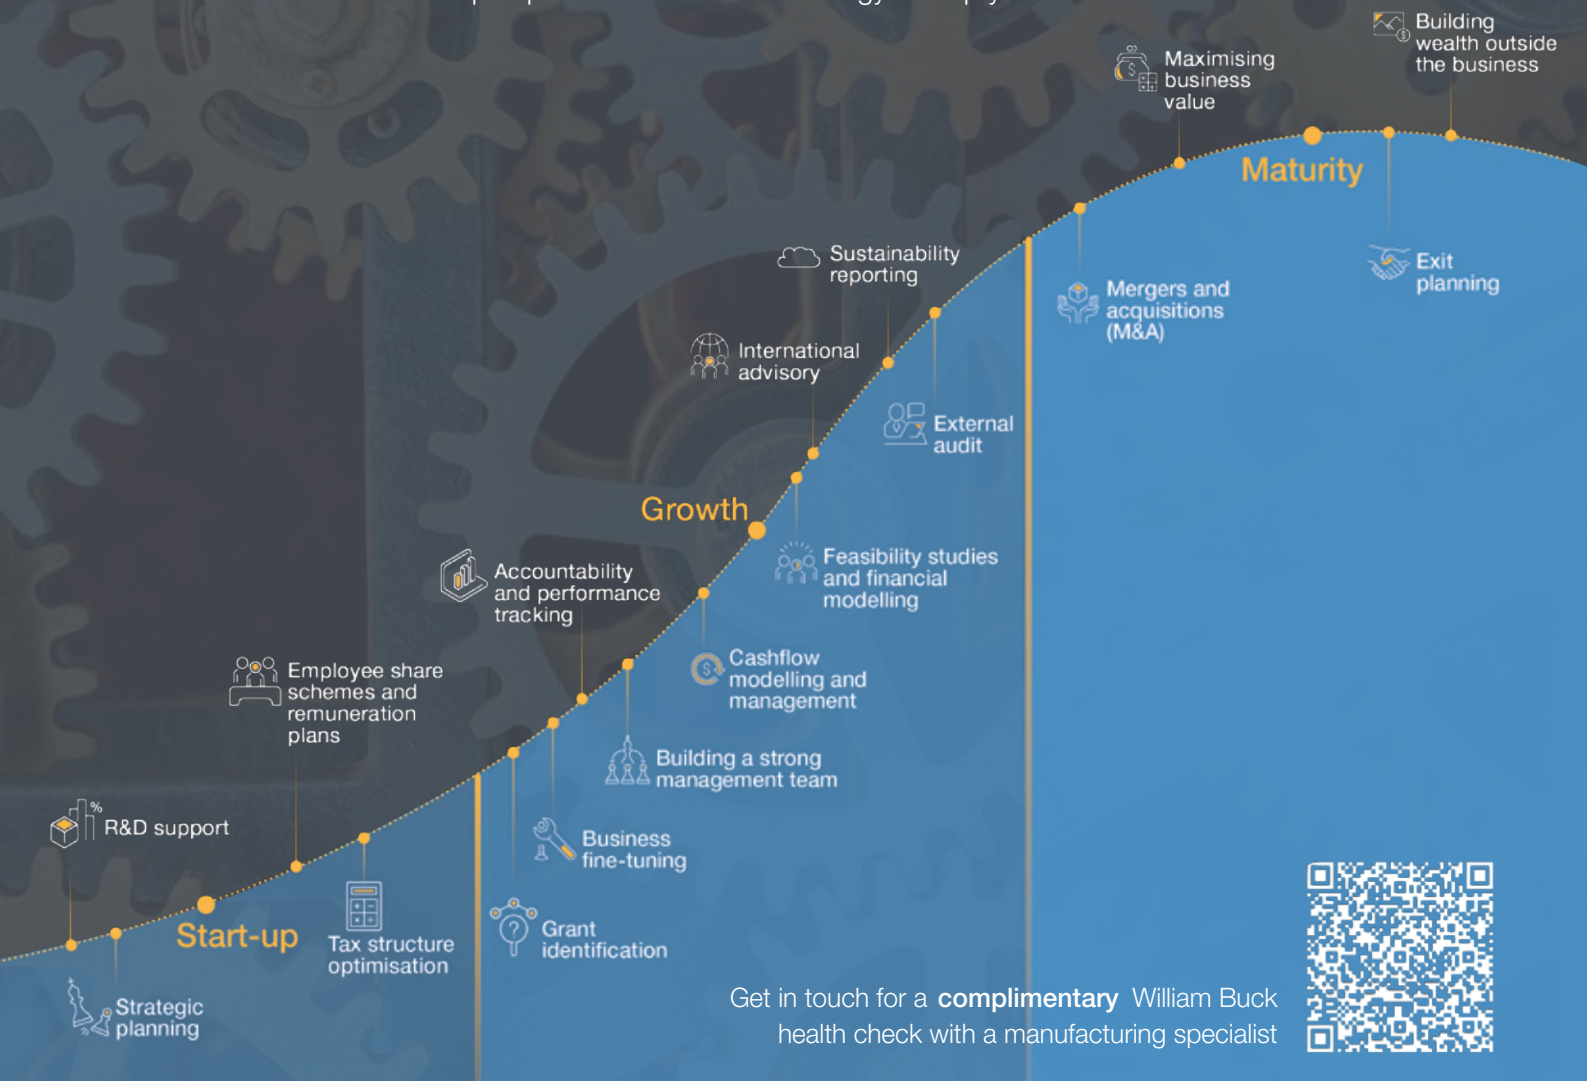 Building
wealth outside
the business
Maximising
business
value
Maturity
Exit
planning
Mergers and
acquisitions
(M&A)
Sustainability
reporting
International
advisory
External
audit
Growth
Feasibility studies
and financial
modelling
Accountability
and performance
tracking
Cashflow
modelling and
management
Employee share
schemes and
remuneration
plans
Building a strong
management team
%
R&D support
Business
fine-tuning
Start-up
Tax structure
optimisation
Grant
identification
Strategic
planning
Get in touch for a complimentary William Buck
health check with a manufacturing specialist